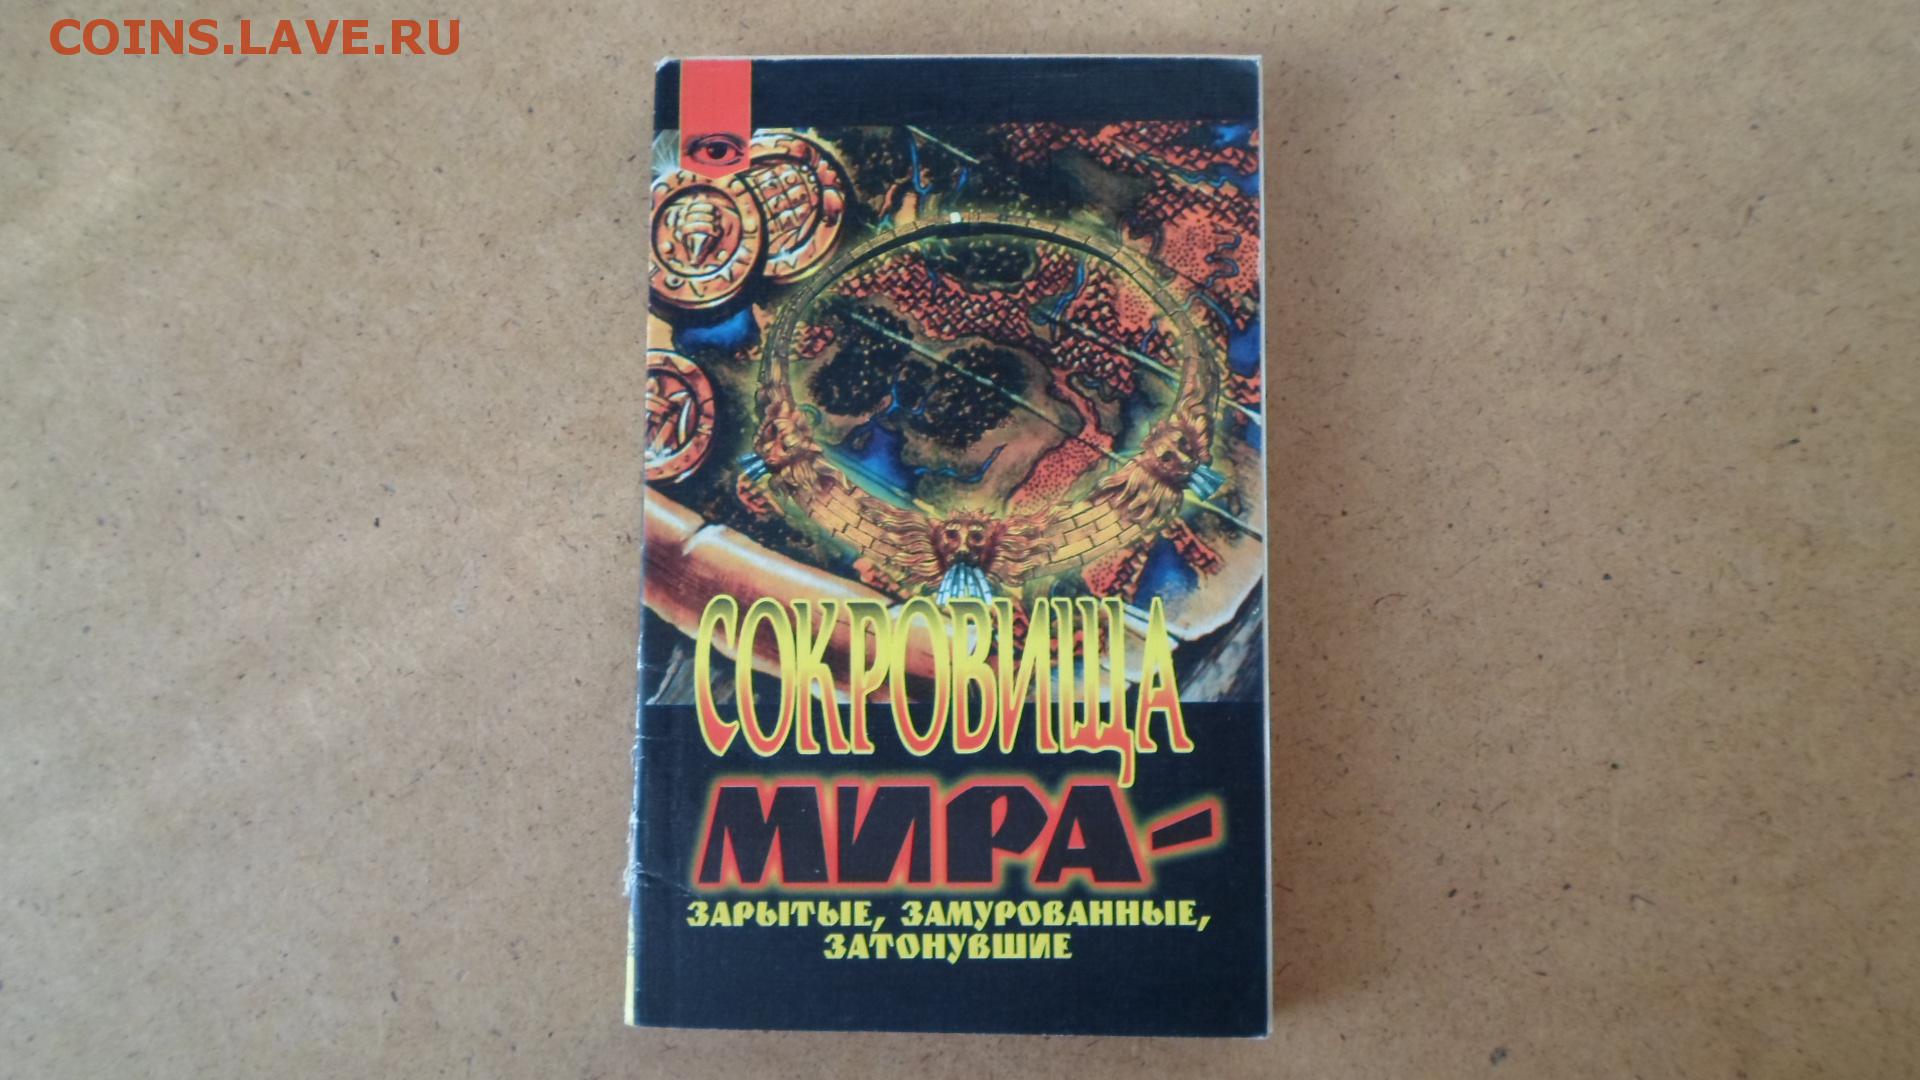 COINS.LAVE.RU
СОКРОВИЩА
МИРА-
ЗАРЫТЫЕ, ЗАМУРОВАННЫЕ,
ЗАТОНУВШИЕ